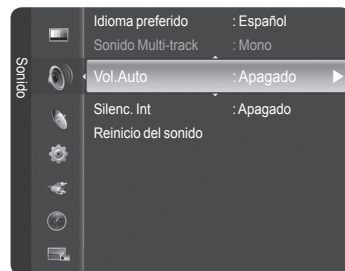 Sonido
Idioma preferido : Español
Sonido Multi-track : Mono
Vol.Auto : Apagado
Silenc. Int : Apagado
Reinicio del sonido